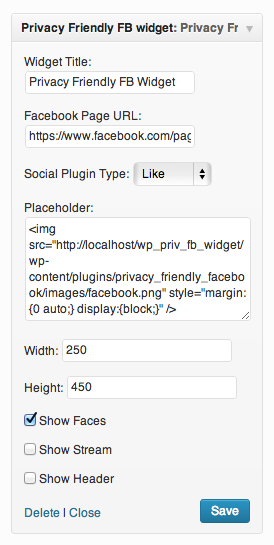 Privacy Friendly FB widget: Privacy Fr
Widget Title:
Privacy Friendly FB Widget
Facebook Page URL:
https://www.facebook.com/pag
Social Plugin Type: Like
Placeholder:
<img
src="http://localhost/wp_priv_fb_widget/
wp-
content/plugins/privacy_friendly_facebo
ok/images/facebook.png" style="margin:
{0 auto;} display:{block;}" />
Width: 250
Height: 450
Show Faces
Show Stream
Show Header
Delete | Close
Save